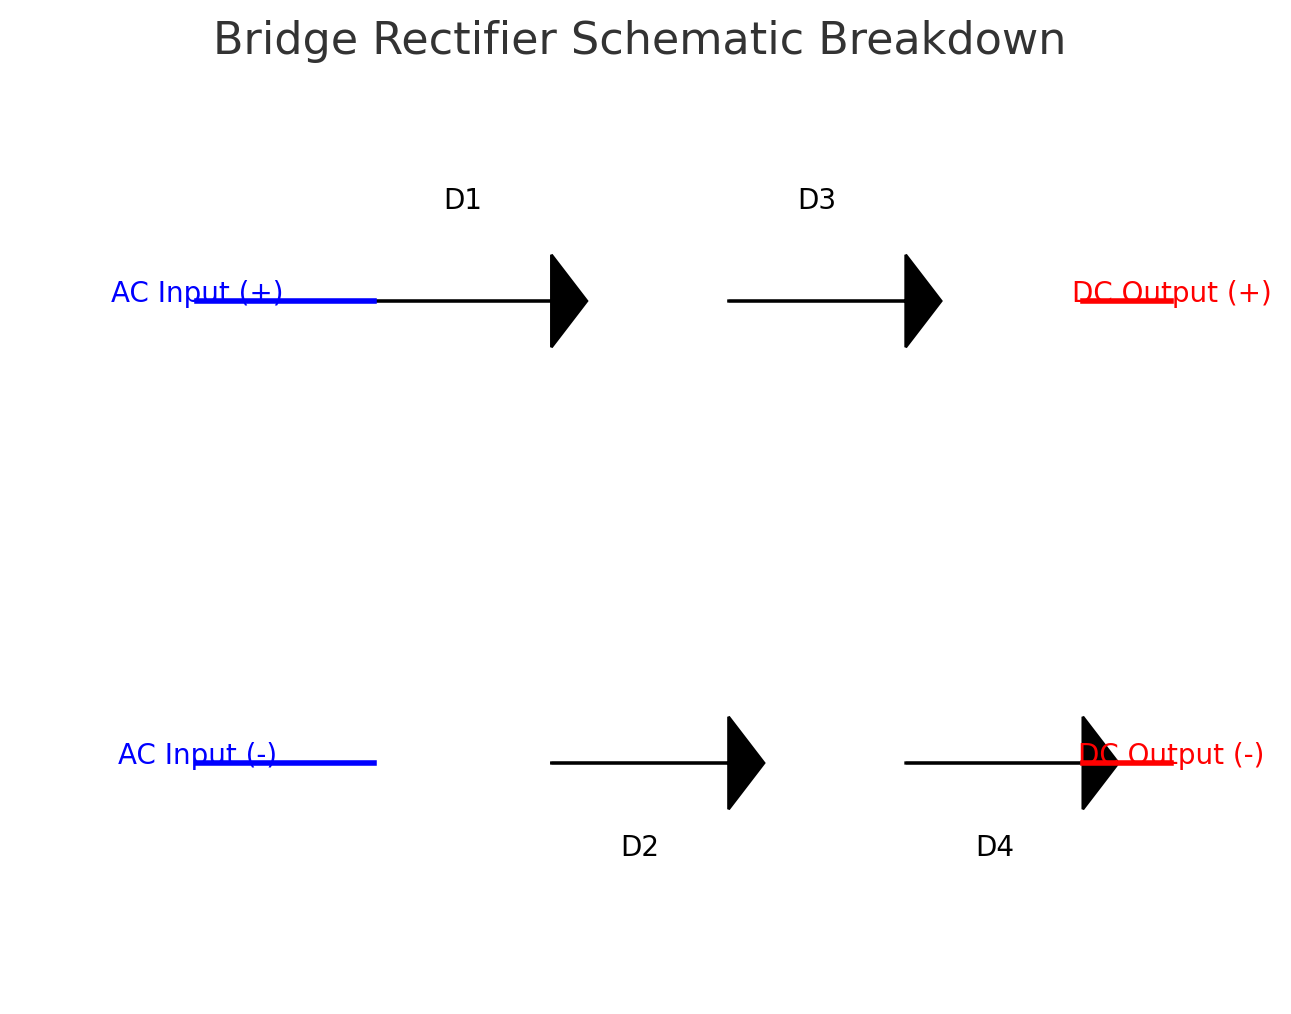 Bridge Rectifier Schematic Breakdown
D1
D3
AC Input (+)
DC Output (+)
AC Input (-)
DC Output (-)
D2
D4